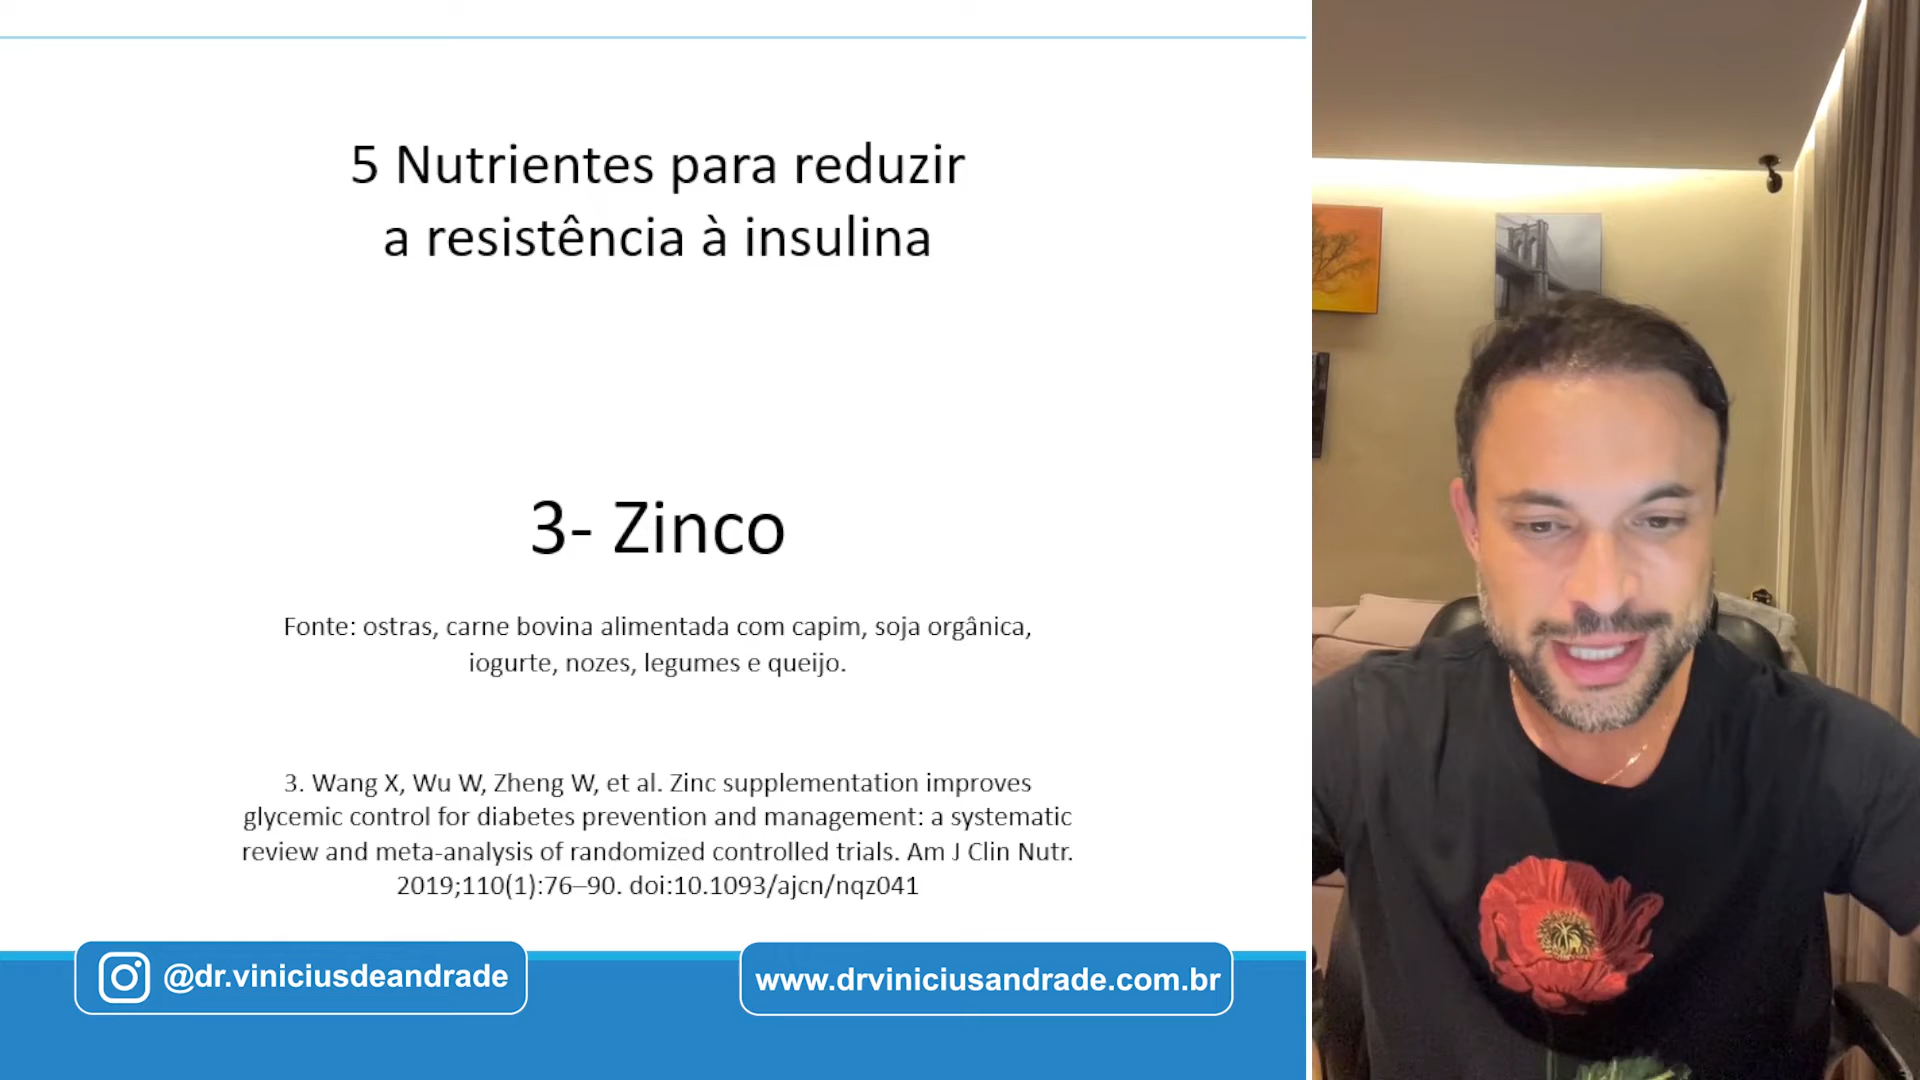 5 Nutrientes para reduzir
a resistência à insulina
3- Zinco
Fonte: ostras, carne bovina alimentada com capim, soja orgânica,
iogurte, nozes, legumes e queijo.
3. Wang X, Wu W, Zheng W, et al. Zinc supplementation improves
glycemic control for diabetes prevention and management: a systematic
review and meta-analysis of randomized controlled trials. Am J Clin Nutr.
2019;110(1):76–90. doi:10.1093/ajcn/nqz041
@dr.viniciusdeandrade
www.drviniciusandrade.com.br